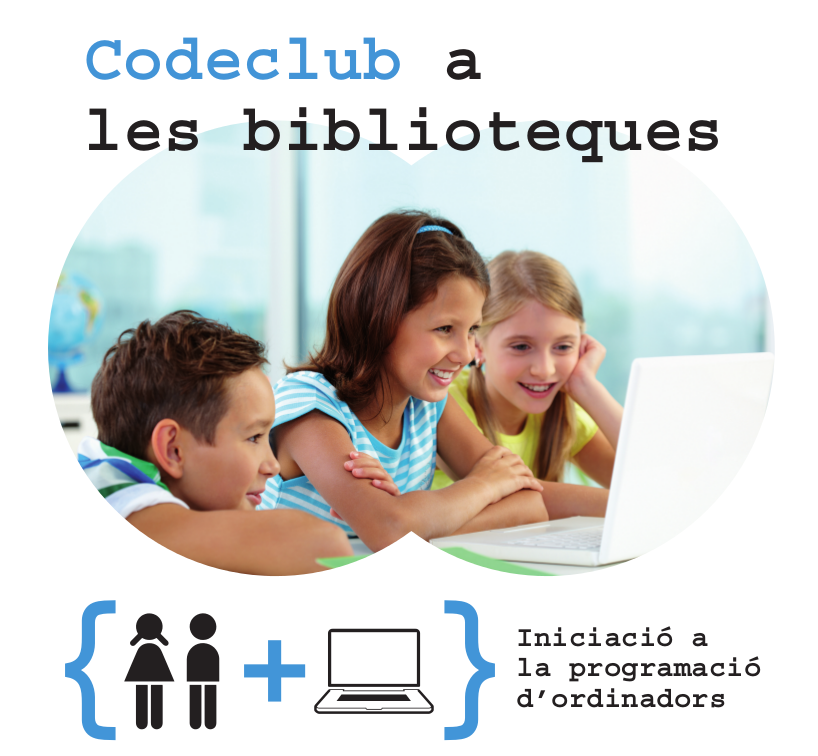 Codeclub a
les biblioteques
{ + }
Iniciació a
la programació
d’ordinadors